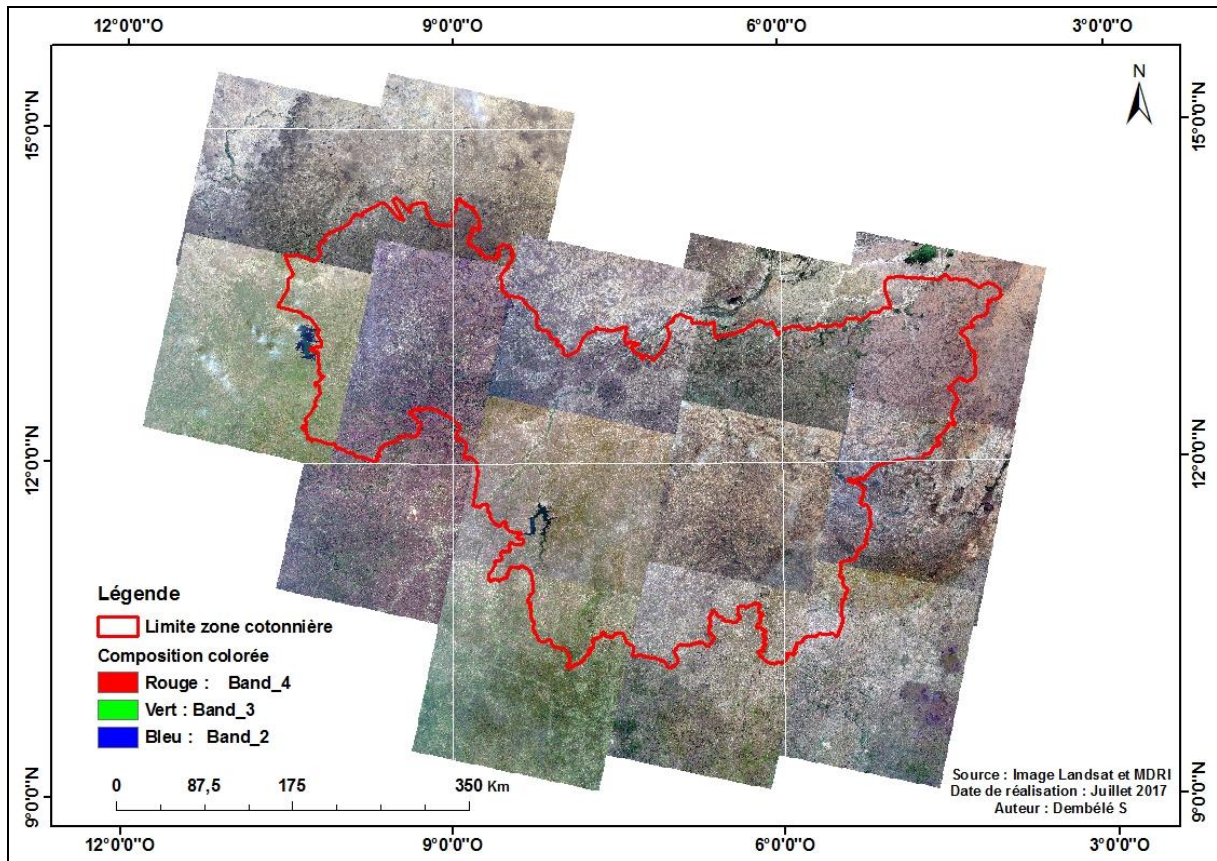 12°0'0"O 9°0'0"O 6°0'0"O 3°0'0"O
15°0'0"N
15°0'0"N
N
12°0'0"N
12°0'0"N
9°0'0"N
9°0'0"N
Légende
Limite zone cotonnière
Composition colorée
Rouge : Band_4
Vert : Band_3
Bleu : Band_2
0 87,5 175 350 Km
Source : Image Landsat et MDRI
Date de réalisation : Juillet 2017
Auteur : Dembélé S
12°0'0"O 9°0'0"O 6°0'0"O 3°0'0"O